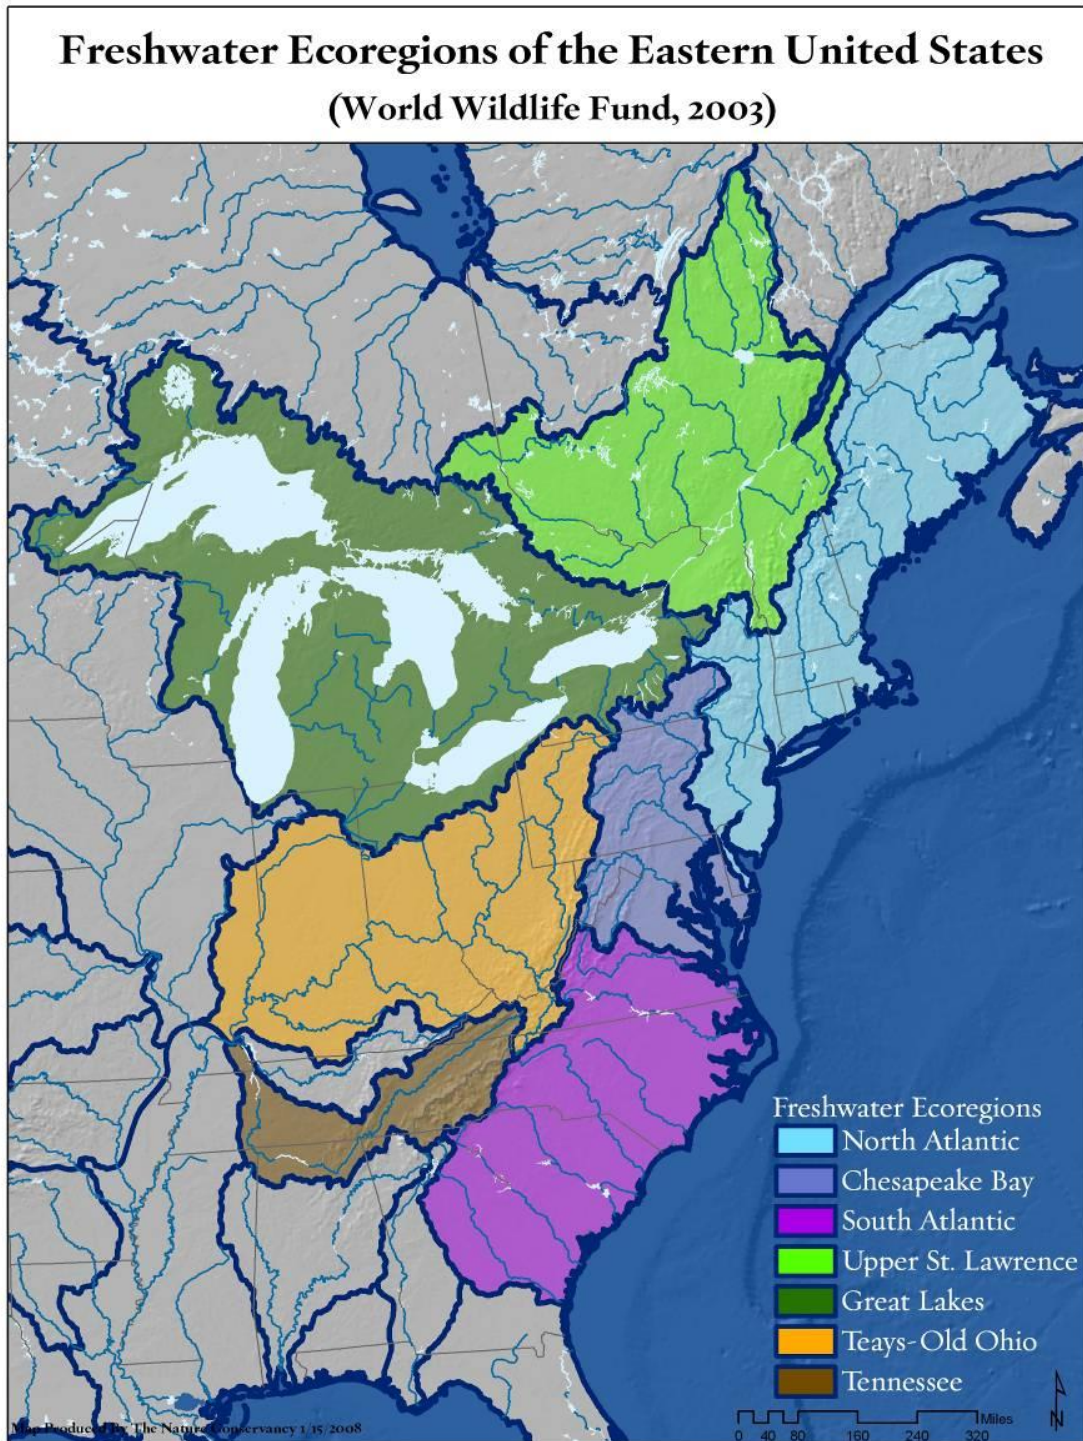 Freshwater Ecoregions of the Eastern United States
(World Wildlife Fund, 2003)
Freshwater Ecoregions
North Atlantic
Chesapeake Bay
South Atlantic
Upper St. Lawrence
Great Lakes
Teays-Old Ohio
Tennessee
Map Produced By The Nature Conservancy 1/15/2008
Miles
0 40 80 160 240 320
N